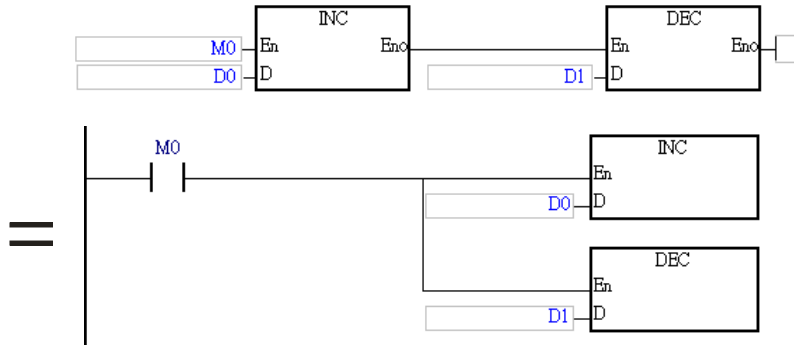 INC DEC
M0 En Eno En Eno
D0 D D1 D
M0 INC
En
D0 D
= DEC
En
D1 D